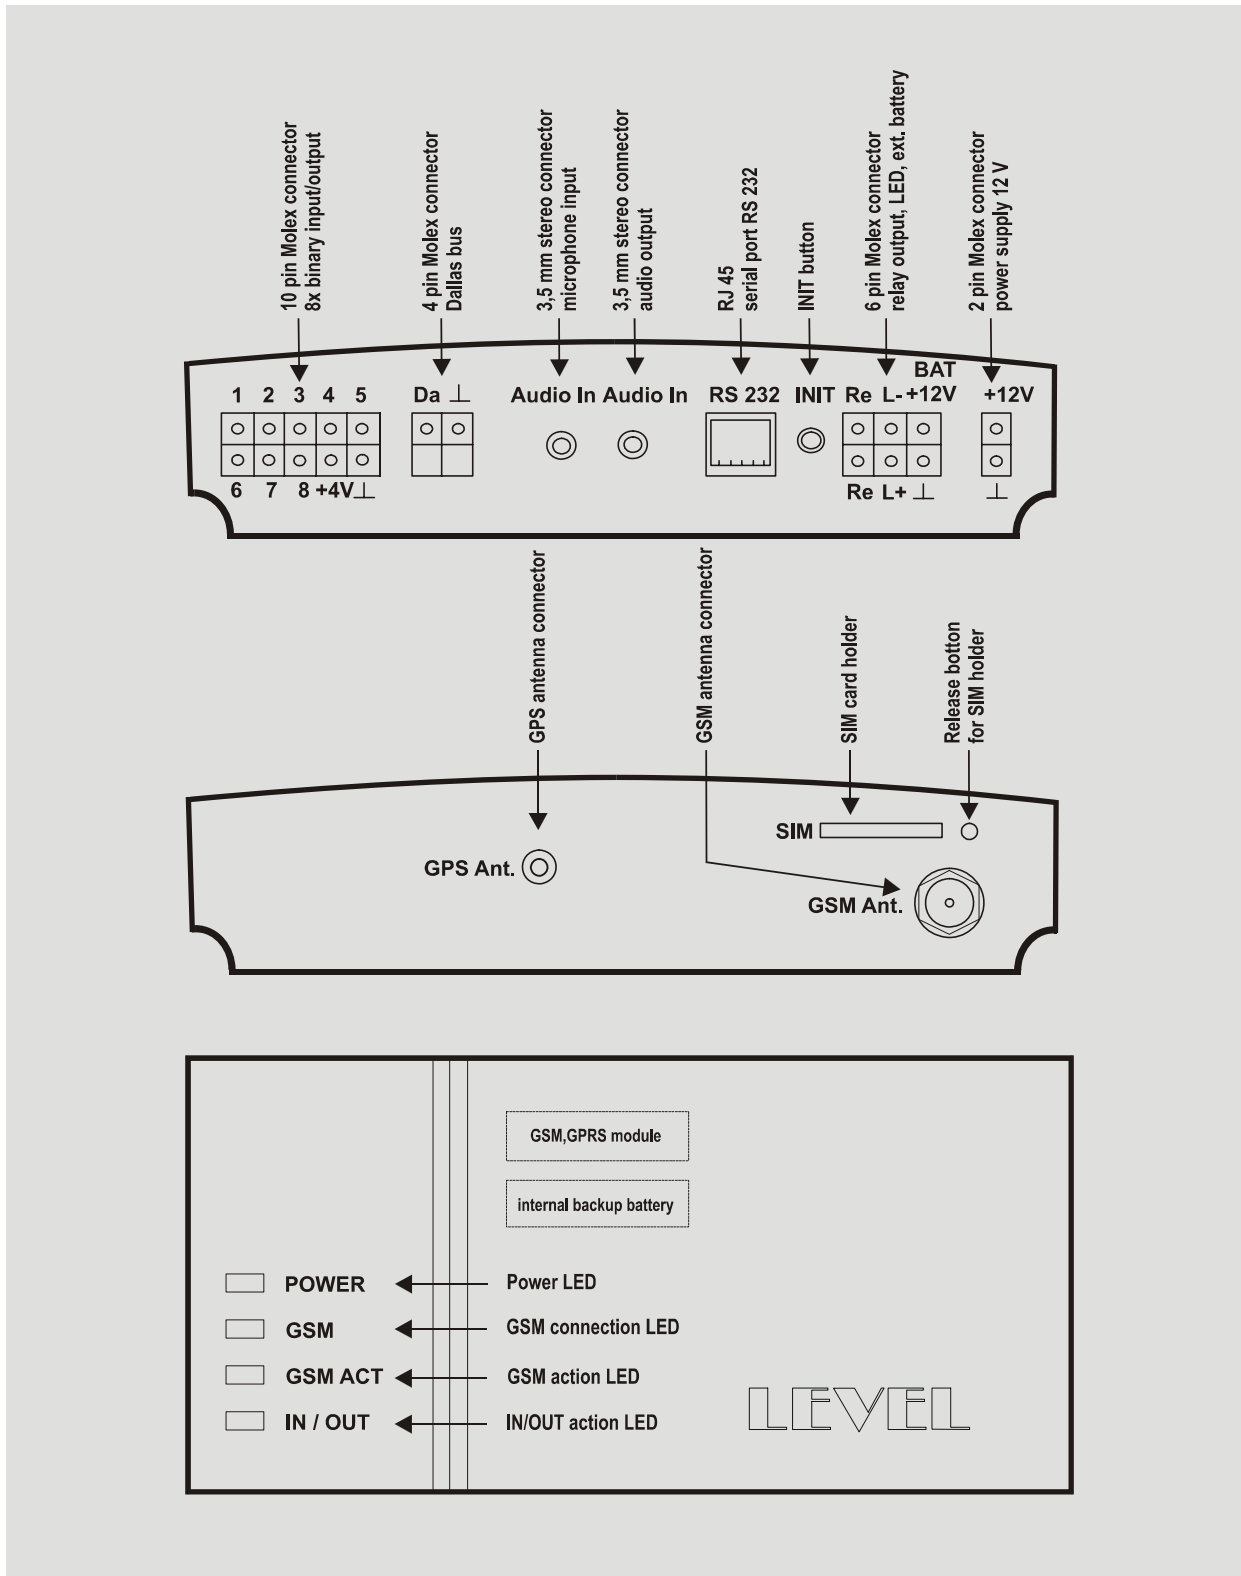 10 pin Molex connector
8x binary input/output
4 pin Molex connector
Dallas bus
3,5 mm stereo connector
microphone input
3,5 mm stereo connector
audio output
RJ 45
serial port RS 232
INIT button
6 pin Molex connector
relay output, LED, ext. battery
2 pin Molex connector
power supply 12 V
BAT
1 2 3 4 5 Da ⊥ Audio In Audio In RS 232 INIT Re L- +12V +12V
6 7 8 +4V ⊥ Re L+ ⊥ ⊥
GPS antenna connector
GSM antenna connector
SIM card holder
Release botton
for SIM holder
SIM
GPS Ant.
GSM Ant.
GSM,GPRS module
internal backup battery
POWER Power LED
GSM GSM connection LED
GSM ACT GSM action LED
IN / OUT IN/OUT action LED
LEVEL